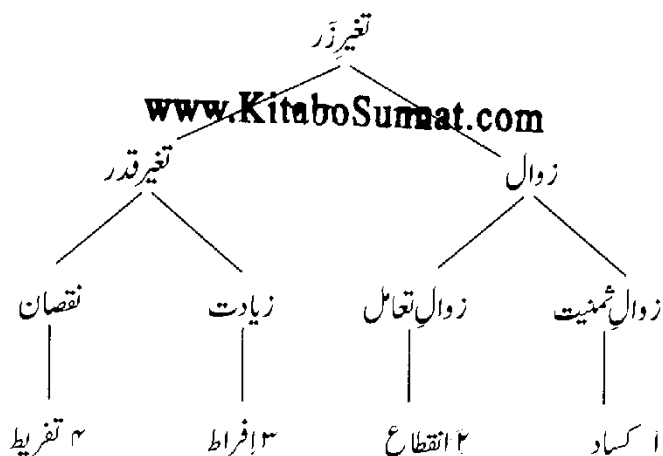 تغیرِ زَر
www.KitaboSunnat.com
زوال تغیرِ قدر
زوالِ ثمنیت زوالِ تعامل زیادت نقصان
۱ کساد ۲ انقطاع ۳ افراط ۴ تفریط